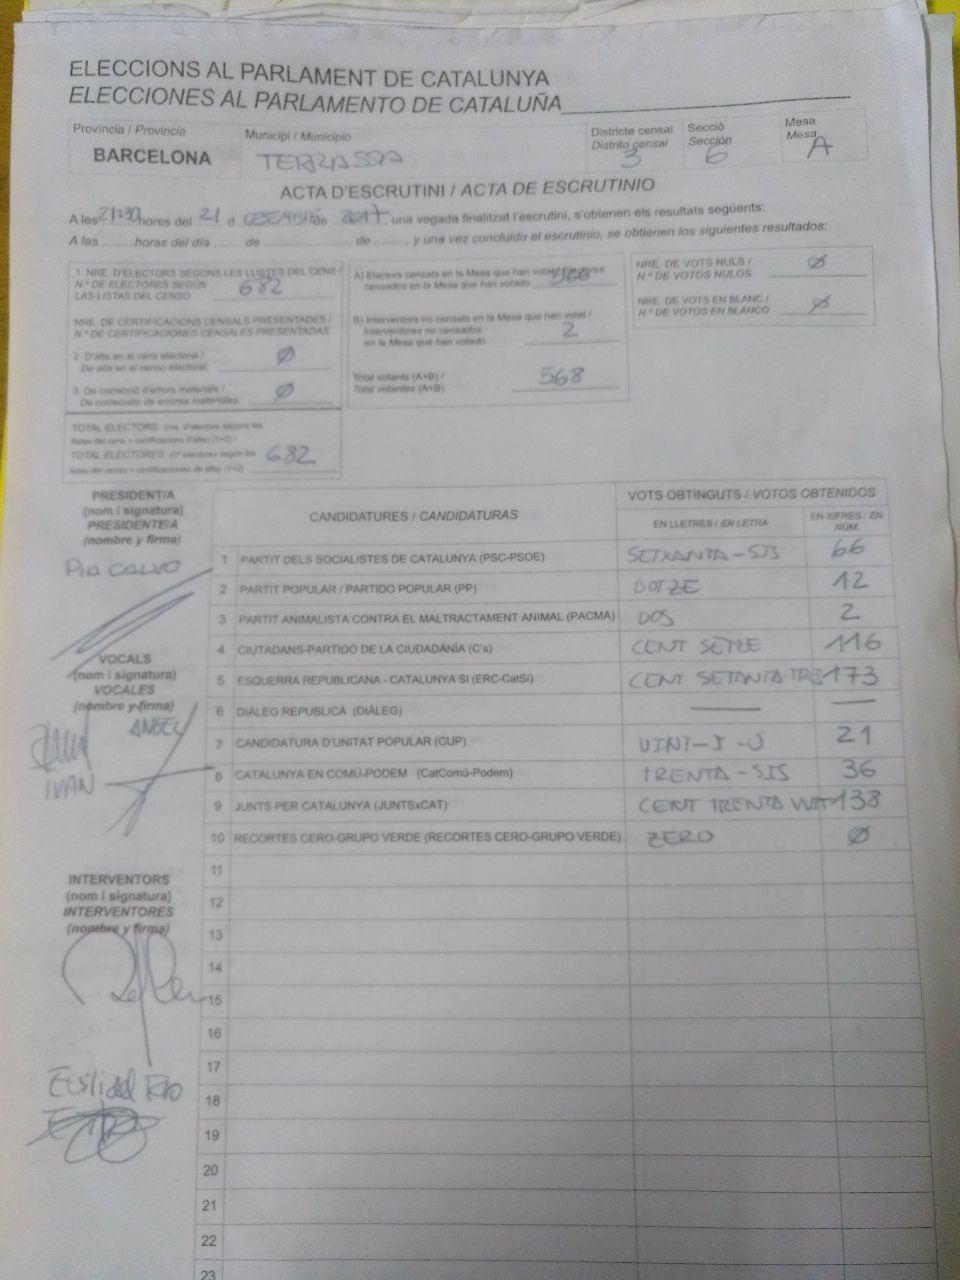 ELECCIONS AL PARLAMENT DE CATALUNYA
ELECCIONES AL PARLAMENTO DE CATALUÑA
Provincia / Provincia
BARCELONA
Municipi / Municipio
TERRASSA
Districte censal
Distrito censal
3
Secció
Sección
6
Mesa
Mesa
A
ACTA D'ESCRUTINI / ACTA DE ESCRUTINIO
A les 21:30 hores del 21 d DESEMBRE de 2017, una vegada finalitzat l'escrutini, s'obtenen els resultats següents:
A las ......... horas del día ...... de ........................ de ........., y una vez concluido el escrutinio, se obtienen los siguientes resultados:
1. NRE. D'ELECTORS SEGONS LES LLISTES DEL CENS /
N.º DE ELECTORES SEGÚN
LAS LISTAS DEL CENSO
682
NRE. DE CERTIFICACIONS CENSALS PRESENTADES /
N.º DE CERTIFICACIONES CENSALES PRESENTADAS
2. D'alta en el cens electoral /
De alta en el censo electoral:
Ø
3. De correcció d'errors materials /
De corrección de errores materiales:
Ø
TOTAL ELECTORS: (nre. d'electors segons les
llistes del cens + certificacions d'alta) (1+2) /
TOTAL ELECTORES: (nº electores según las
listas del censo + certificaciones de alta) (1+2)
682
A) Electors censats en la Mesa que han votat / Electores
censados en la Mesa que han votado
566
B) Interventors no censats en la Mesa que han votat /
Interventores no censados
en la Mesa que han votado
2
Total votants (A+B) /
Total votantes (A+B)
568
NRE. DE VOTS NULS /
N.º DE VOTOS NULOS
Ø
NRE. DE VOTS EN BLANC /
N.º DE VOTOS EN BLANCO
Ø
PRESIDENT/A
(nom i signatura)
PRESIDENTE/A
(nombre y firma)
PIA CALVO
VOCALS
(nom i signatura)
VOCALES
(nombre y firma)
ANGEL
IVAN
INTERVENTORS
(nom i signatura)
INTERVENTORES
(nombre y firma)
CANDIDATURES / CANDIDATURAS
VOTS OBTINGUTS / VOTOS OBTENIDOS
EN LLETRES / EN LETRA
EN XIFRES / EN
NÚM.
1 PARTIT DELS SOCIALISTES DE CATALUNYA (PSC-PSOE) SEIXANTA-SIS 66
2 PARTIT POPULAR / PARTIDO POPULAR (PP) DOTZE 12
3 PARTIT ANIMALISTA CONTRA EL MALTRACTAMENT ANIMAL (PACMA) DOS 2
4 CIUTADANS-PARTIDO DE LA CIUDADANÍA (C's) CENT SETZE 116
5 ESQUERRA REPUBLICANA - CATALUNYA SI (ERC-CatSí) CENT SETANTA-TRES 173
6 DIÀLEG REPUBLICÀ (DIÀLEG) — —
7 CANDIDATURA D'UNITAT POPULAR (CUP) VINT-I-U 21
8 CATALUNYA EN COMÚ-PODEM (CatComú-Podem) TRENTA-SIS 36
9 JUNTS PER CATALUNYA (JUNTSxCAT) CENT TRENTA VUIT 138
10 RECORTES CERO-GRUPO VERDE (RECORTES CERO-GRUPO VERDE) ZERO Ø
11
12
13
14
15
16
17
18
19
20
21
22
23